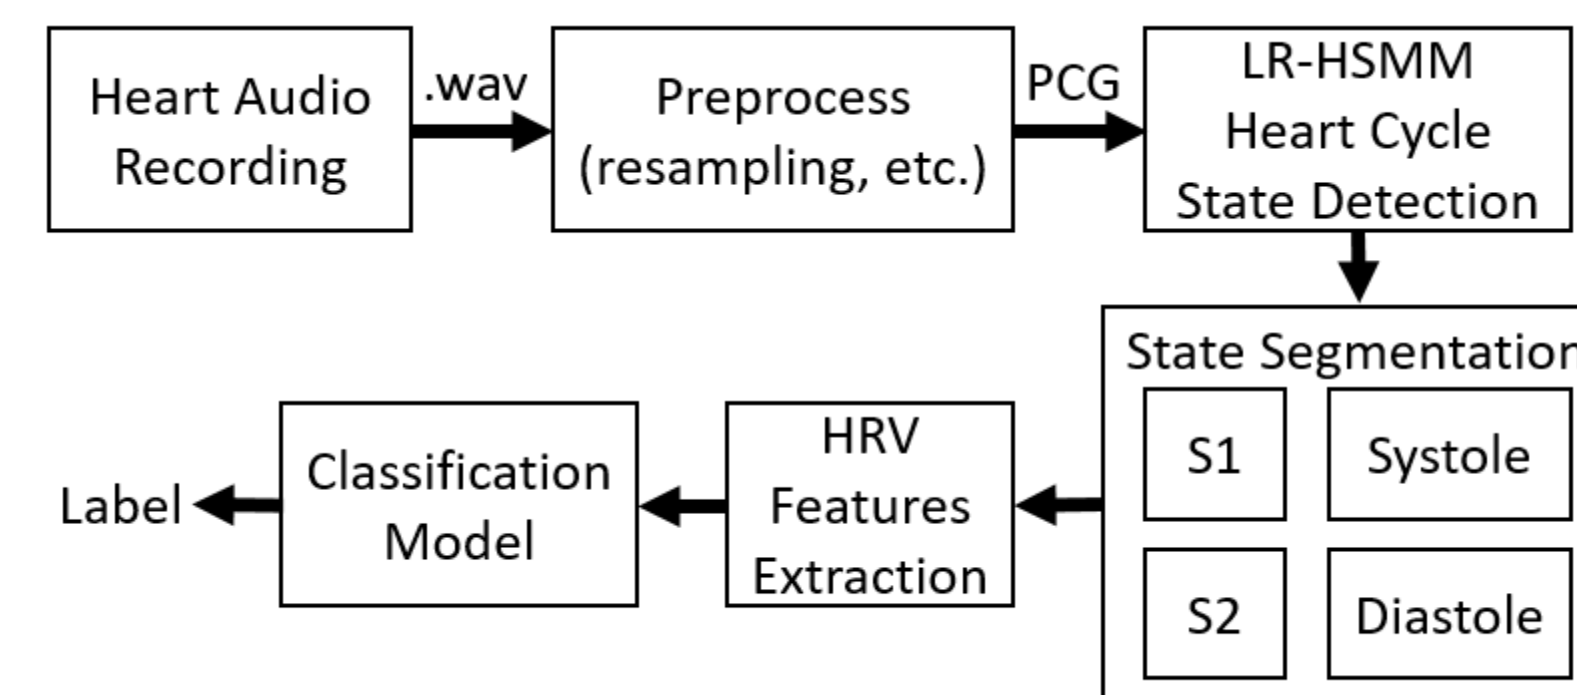 Heart Audio
Recording
.wav
Preprocess
(resampling, etc.)
PCG
LR-HSMM
Heart Cycle
State Detection
State Segmentation
S1
Systole
S2
Diastole
HRV
Features
Extraction
Classification
Model
Label